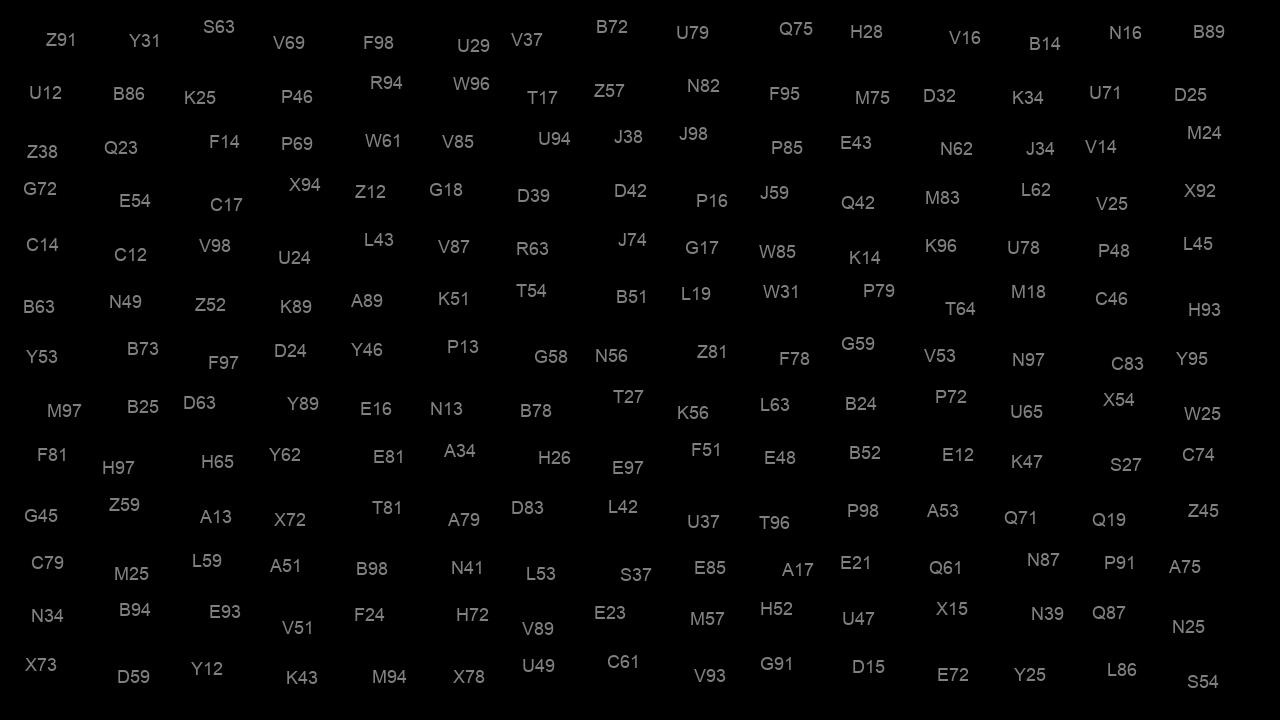 Z91 Y31 S63 V69 F98 U29 V37 B72 U79 Q75 H28 V16 B14 N16 B89
U12 B86 K25 P46 R94 W96 T17 Z57 N82 F95 M75 D32 K34 U71 D25
Z38 Q23 F14 P69 W61 V85 U94 J38 J98 P85 E43 N62 J34 V14 M24
G72 E54 C17 X94 Z12 G18 D39 D42 P16 J59 Q42 M83 L62 V25 X92
C14 C12 V98 U24 L43 V87 R63 J74 G17 W85 K14 K96 U78 P48 L45
B63 N49 Z52 K89 A89 K51 T54 B51 L19 W31 P79 T64 M18 C46 H93
Y53 B73 F97 D24 Y46 P13 G58 N56 Z81 F78 G59 V53 N97 C83 Y95
M97 B25 D63 Y89 E16 N13 B78 T27 K56 L63 B24 P72 U65 X54 W25
F81 H97 H65 Y62 E81 A34 H26 E97 F51 E48 B52 E12 K47 S27 C74
G45 Z59 A13 X72 T81 A79 D83 L42 U37 T96 P98 A53 Q71 Q19 Z45
C79 M25 L59 A51 B98 N41 L53 S37 E85 A17 E21 Q61 N87 P91 A75
N34 B94 E93 V51 F24 H72 V89 E23 M57 H52 U47 X15 N39 Q87 N25
X73 D59 Y12 K43 M94 X78 U49 C61 V93 G91 D15 E72 Y25 L86 S54